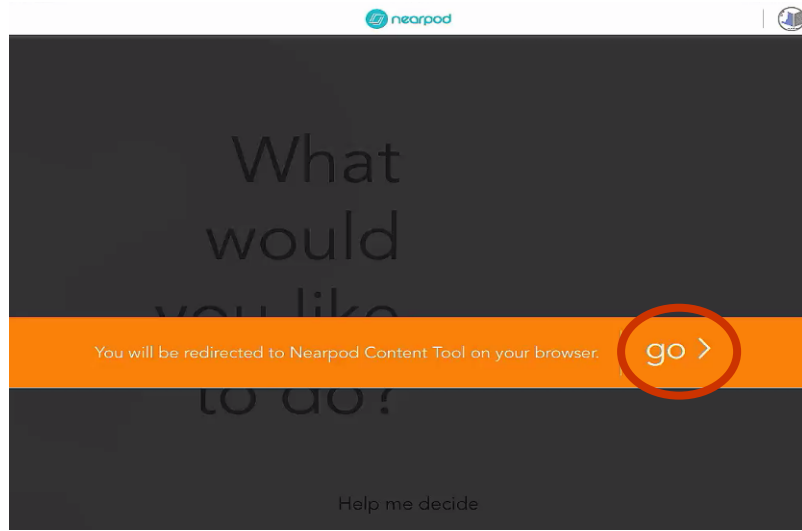 nearpod
What
would
you like
You will be redirected to Nearpod Content Tool on your browser.
go >
to do?
Help me decide